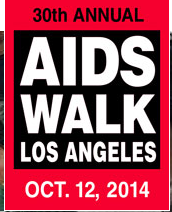 30th ANNUAL
AIDS
WALK
LOS ANGELES
OCT. 12, 2014